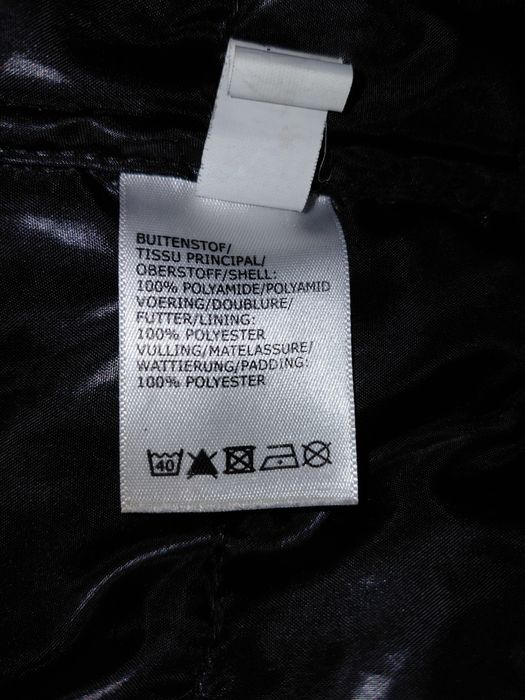 BUITENSTOF/
TISSU PRINCIPAL/
OBERSTOFF/SHELL:
100% POLYAMIDE/POLYAMID
VOERING/DOUBLURE/
FUTTER/LINING:
100% POLYESTER
VULLING/MATELASSURE/
WATTIERUNG/PADDING:
100% POLYESTER
40